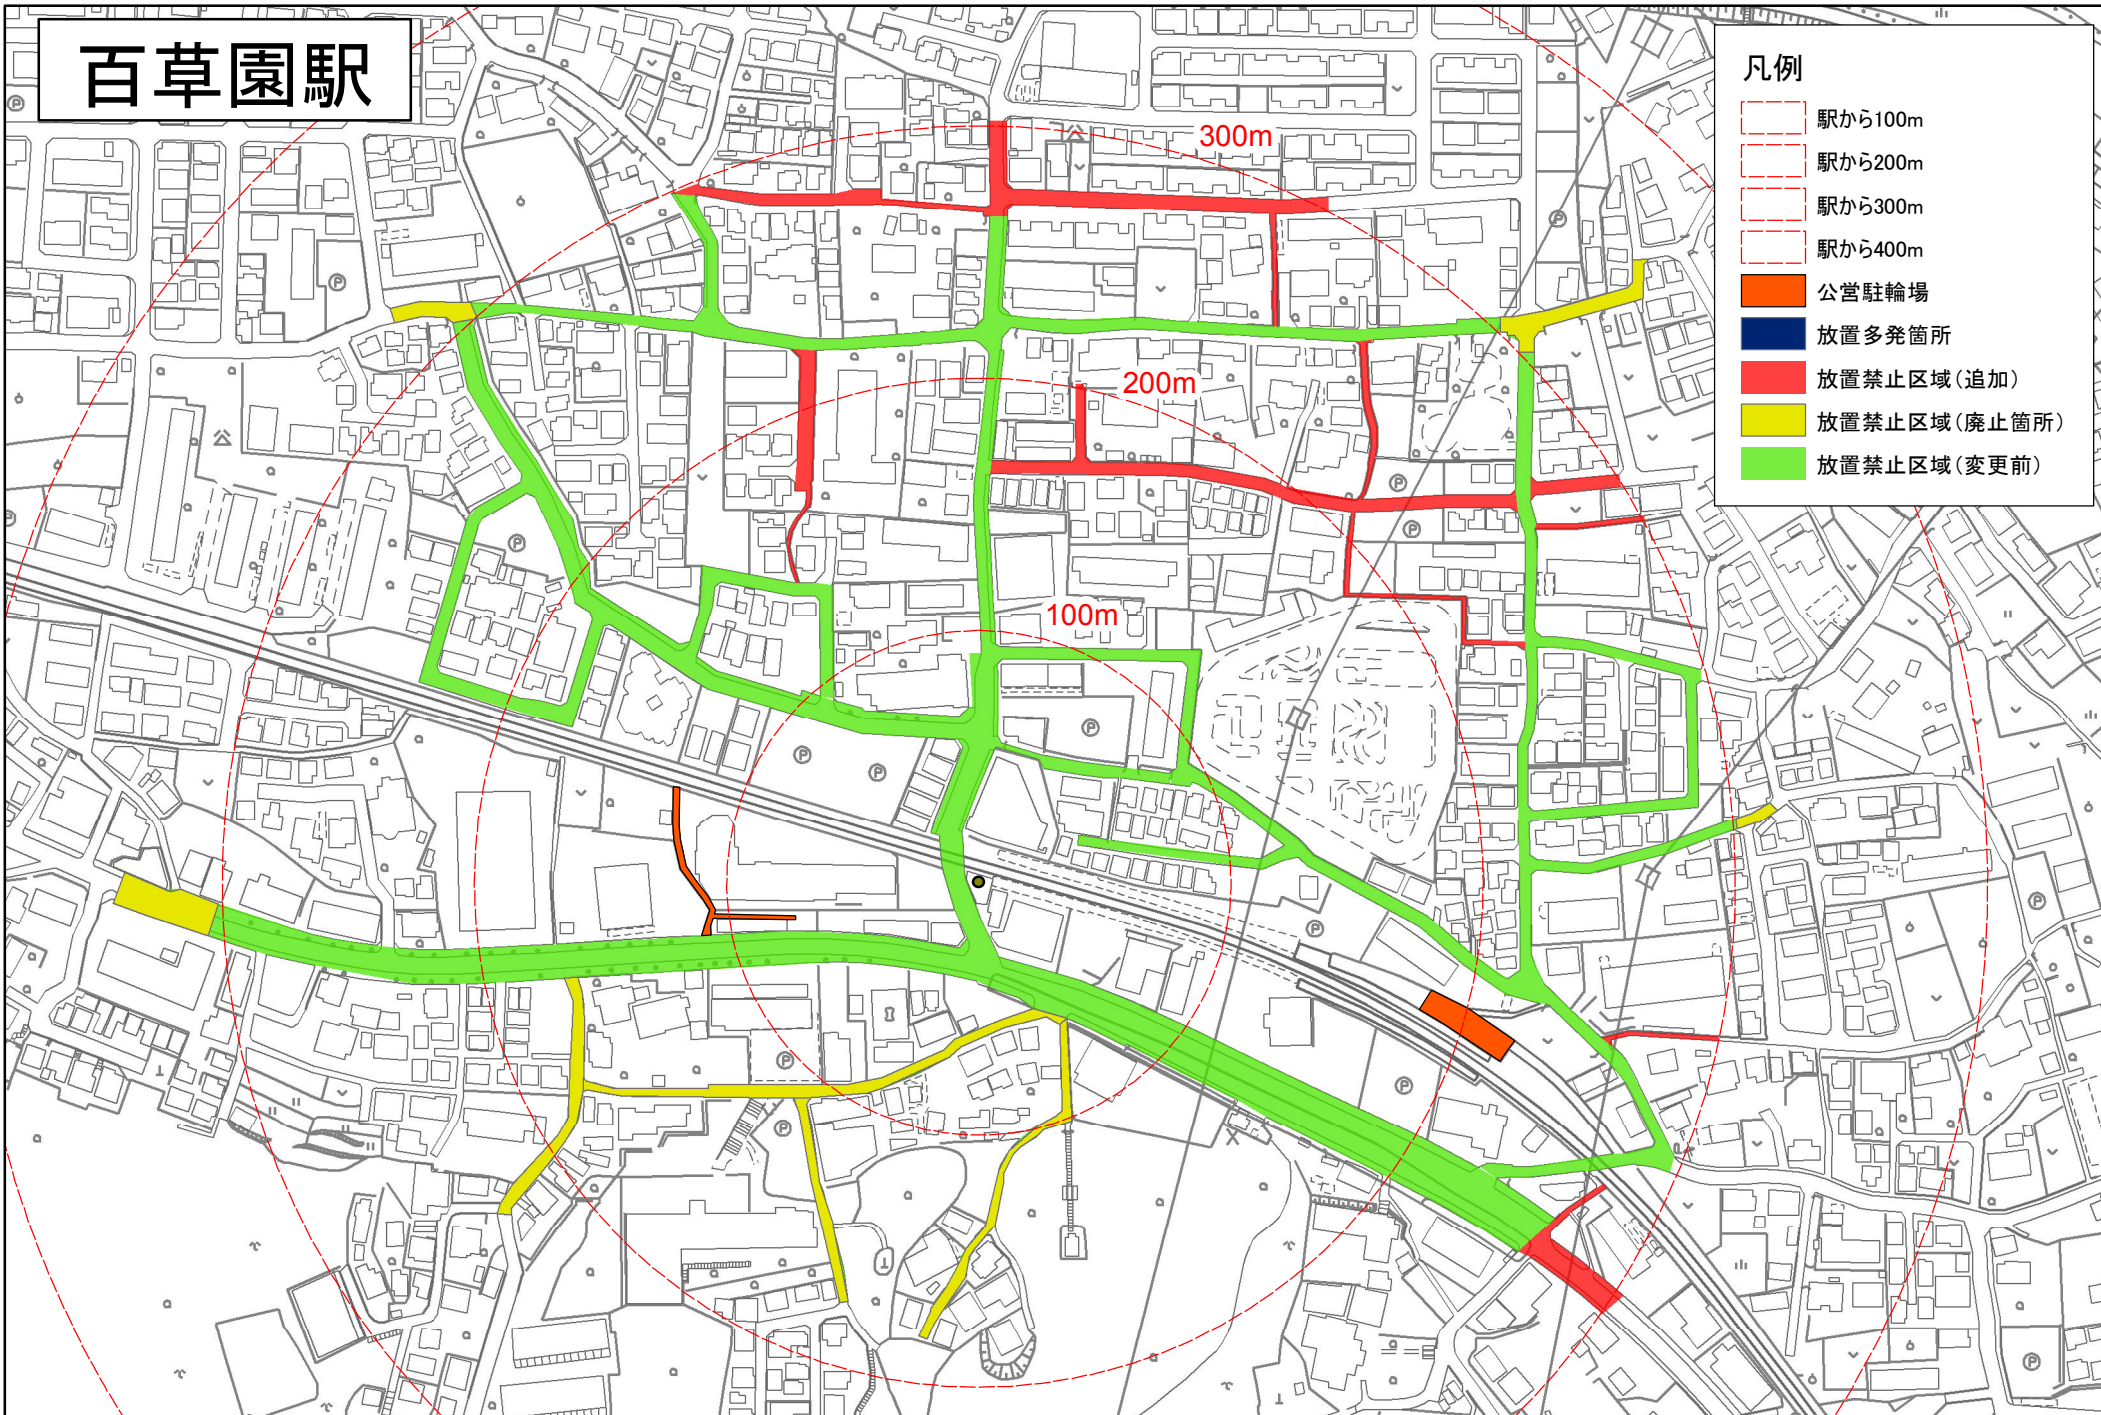 百草園駅
凡例
駅から100m
駅から200m
駅から300m
駅から400m
公営駐輪場
放置多発箇所
放置禁止区域(追加)
放置禁止区域(廃止箇所)
放置禁止区域(変更前)
300m
200m
100m